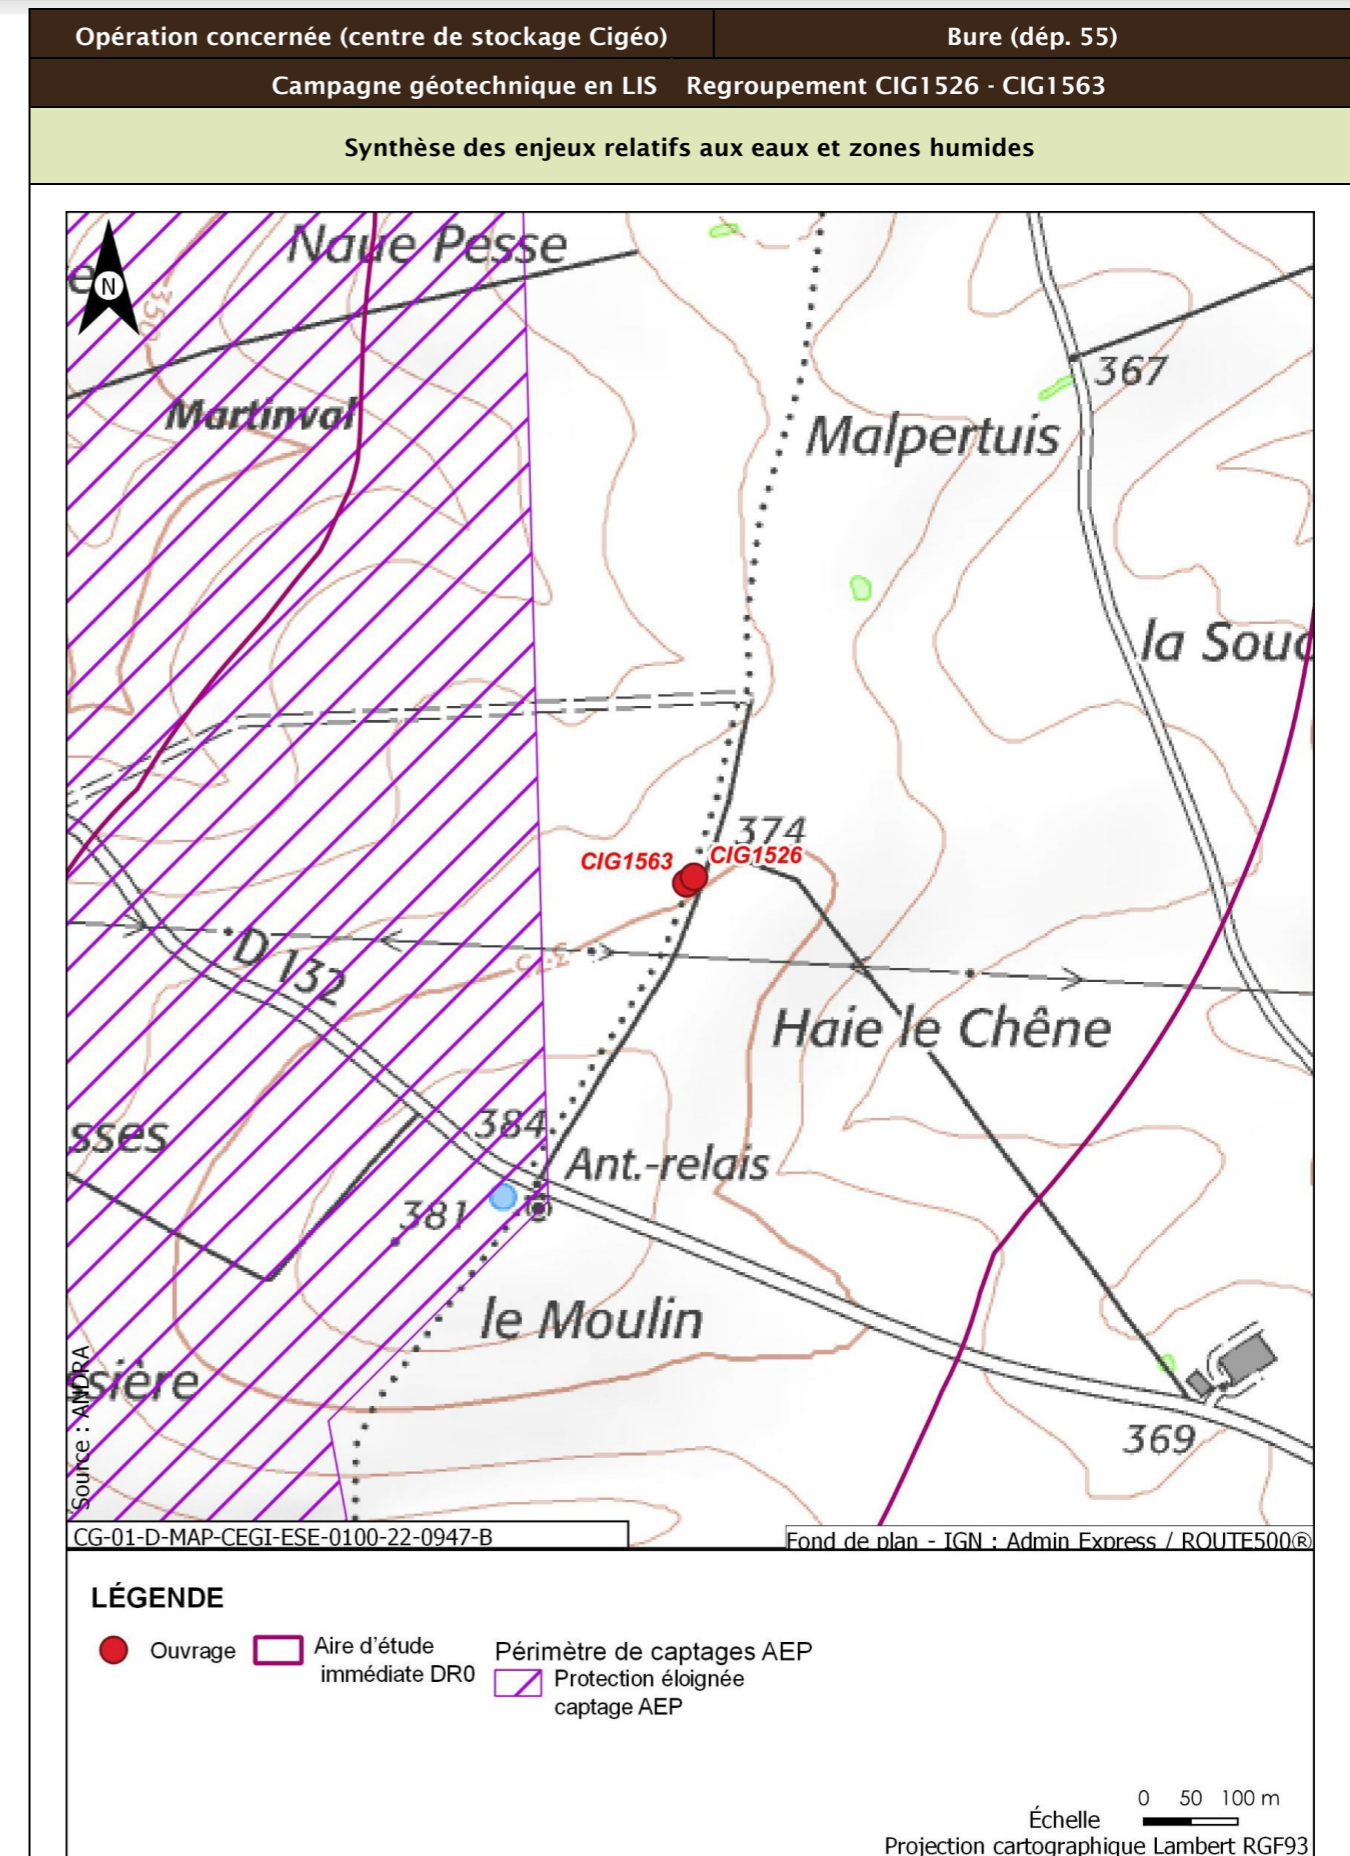 Opération concernée (centre de stockage Cigéo) Bure (dép. 55)
Campagne géotechnique en LIS Regroupement CIG1526 - CIG1563
Synthèse des enjeux relatifs aux eaux et zones humides
Naue Pesse
N
350
367
Martinval
Malpertuis
la Souc
374
CIG1563
CIG1526
D 132
Haie le Chêne
384
sses
Ant.-relais
381
le Moulin
sière
369
Source : ANDRA
CG-01-D-MAP-CEGI-ESE-0100-22-0947-B
Fond de plan - IGN : Admin Express / ROUTE500®
LÉGENDE
Ouvrage
Aire d'étude
immédiate DR0
Périmètre de captages AEP
Protection éloignée
captage AEP
0 50 100 m
Échelle
Projection cartographique Lambert RGF93